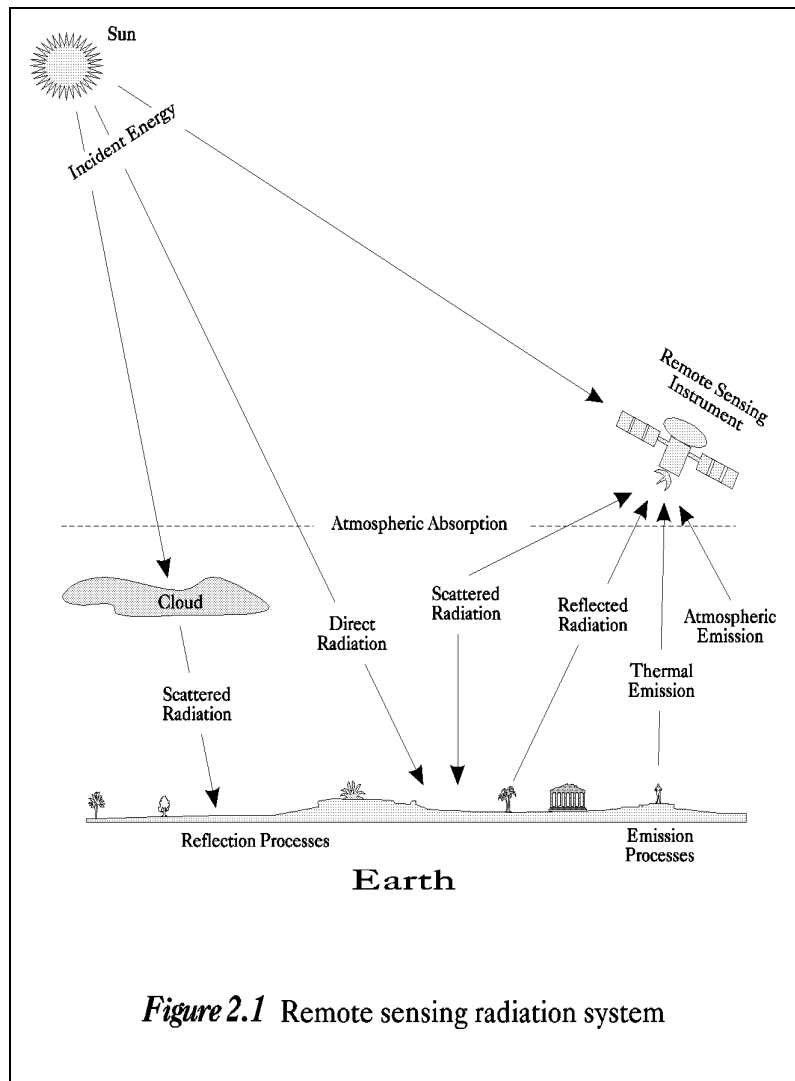 Sun
Incident Energy
Remote Sensing
Instrument
Atmospheric Absorption
Cloud
Scattered
Radiation
Direct
Radiation
Scattered
Radiation
Reflected
Radiation
Atmospheric
Emission
Thermal
Emission
Reflection Processes
Emission
Processes
Earth
Figure 2.1 Remote sensing radiation system